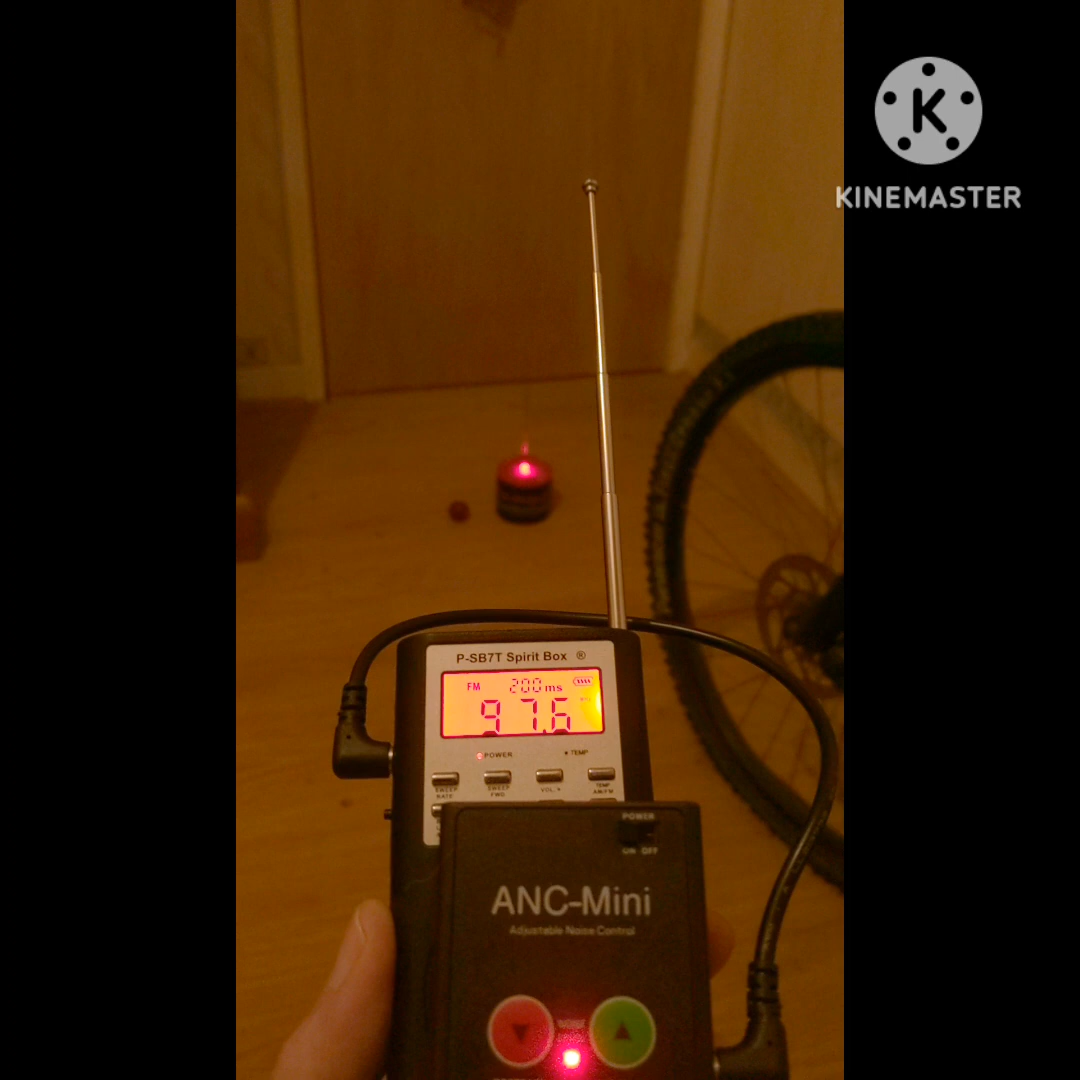 K
KINEMASTER
P-SB7T Spirit Box ®
FM 200 ms
97.6
POWER • TEMP
SWEEP RATE
SWEEP FWD
VOL +
TEMP AM/FM
POWER
ON OFF
ANC-Mini
Adjustable Noise Control